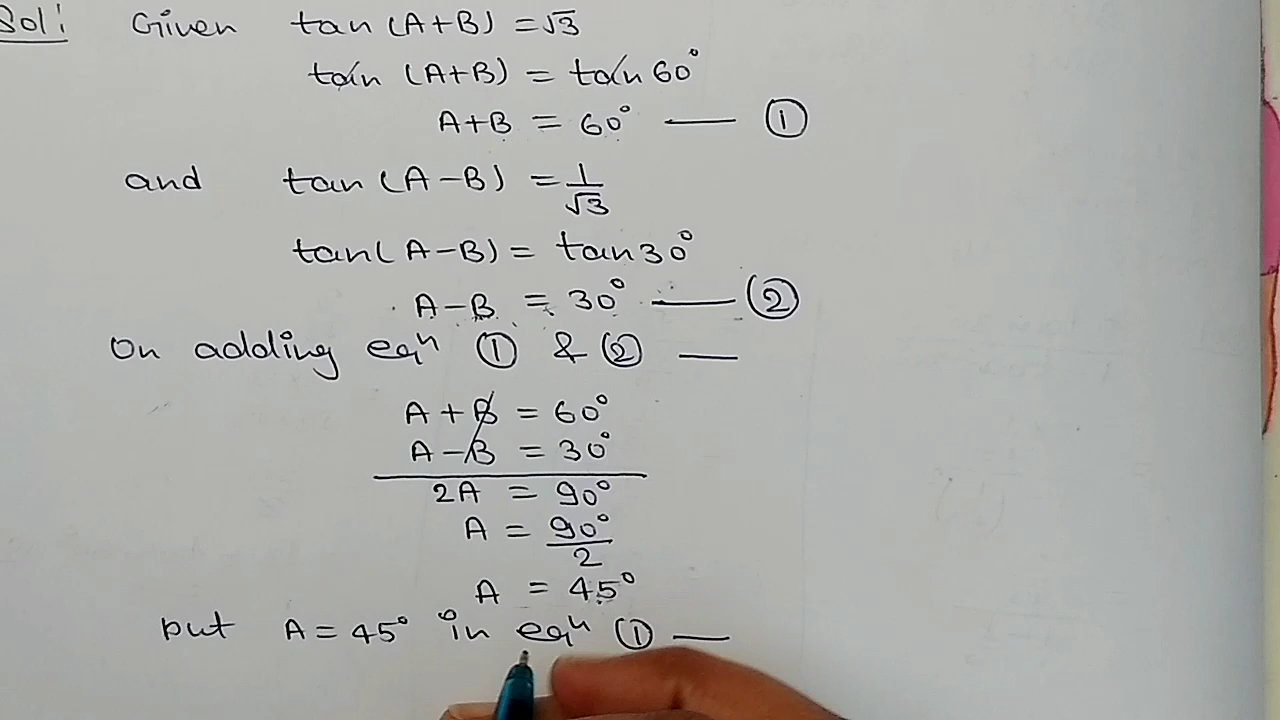 Sol:  Given tan (A+B) = √3
tan (A+B) = tan 60°
A+B = 60° — ①
and tan (A-B) = 1/√3
tan(A-B) = tan 30°
A-B = 30° — ②
on adding eqⁿ ① & ② —
A + B = 60°
A - B = 30°
2A = 90°
A = 90°/2
A = 45°
put A = 45° in eqⁿ ① —